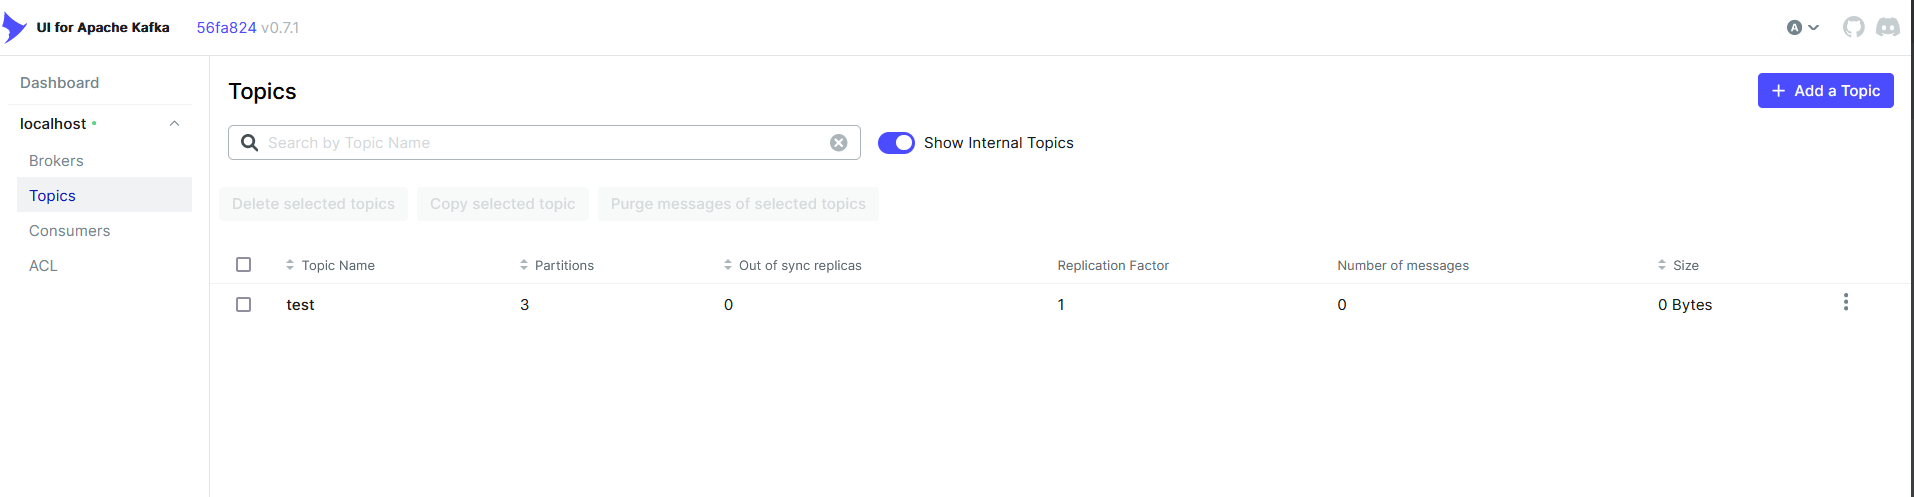 UI for Apache Kafka 56fa824 v0.7.1 A
Dashboard
localhost
Brokers
Topics
Consumers
ACL
Topics
Add a Topic
Search by Topic Name
Show Internal Topics
Delete selected topics Copy selected topic Purge messages of selected topics
Topic Name Partitions Out of sync replicas Replication Factor Number of messages Size
test 3 0 1 0 0 Bytes